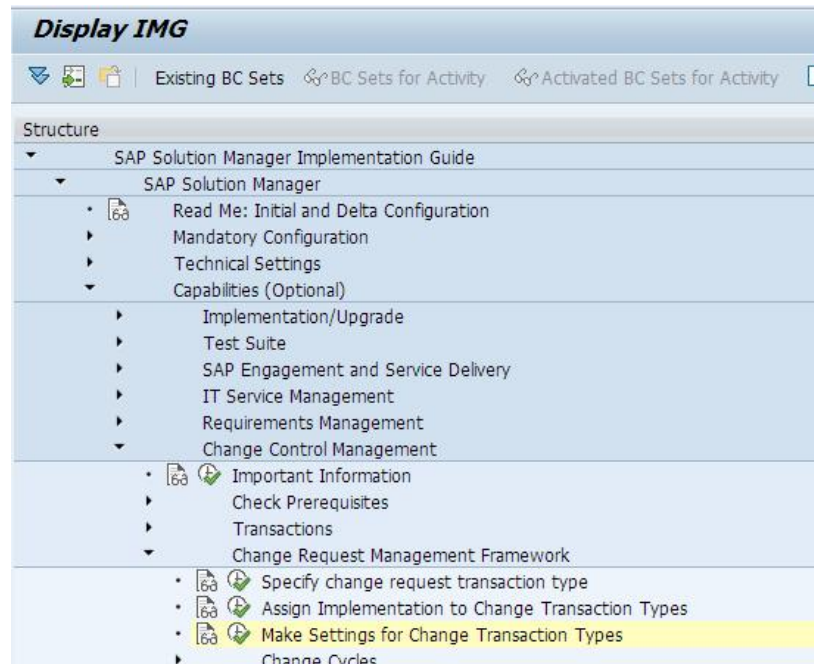 Display IMG
Existing BC Sets BC Sets for Activity Activated BC Sets for Activity
Structure
SAP Solution Manager Implementation Guide
SAP Solution Manager
Read Me: Initial and Delta Configuration
Mandatory Configuration
Technical Settings
Capabilities (Optional)
Implementation/Upgrade
Test Suite
SAP Engagement and Service Delivery
IT Service Management
Requirements Management
Change Control Management
Important Information
Check Prerequisites
Transactions
Change Request Management Framework
Specify change request transaction type
Assign Implementation to Change Transaction Types
Make Settings for Change Transaction Types
Change Cycles